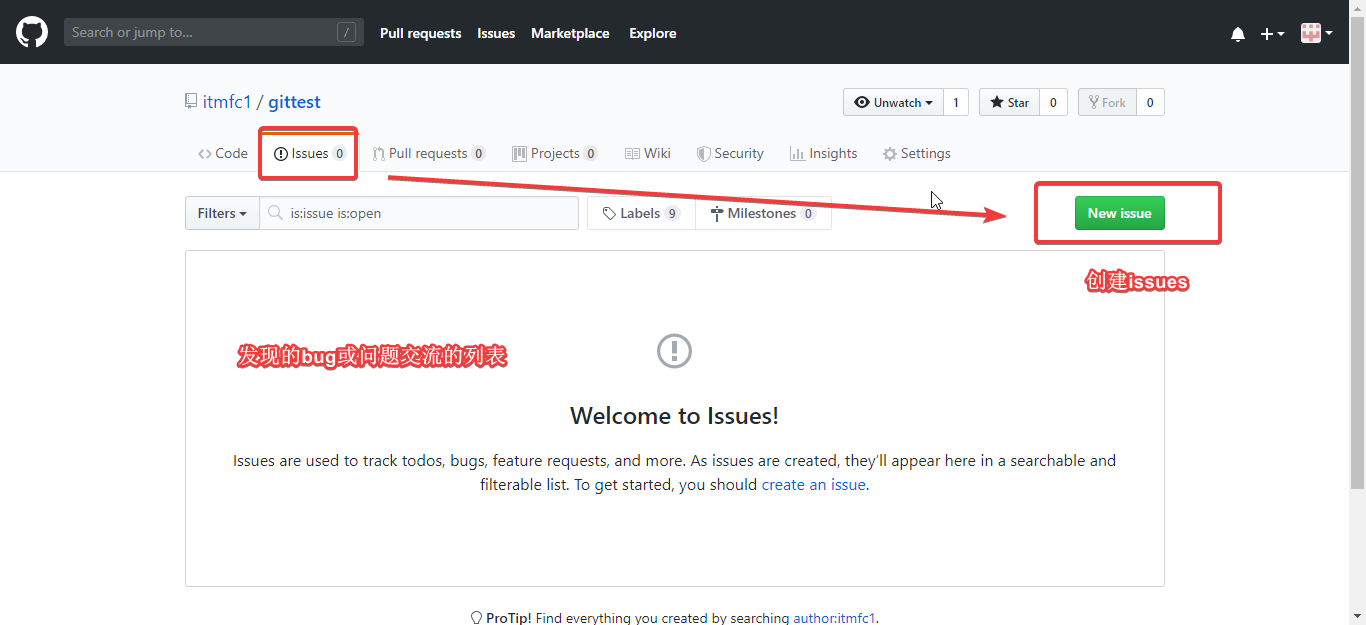 Search or jump to... / Pull requests Issues Marketplace Explore
itmfc1 / gittest Unwatch 1 Star 0 Fork 0
Code Issues 0 Pull requests 0 Projects 0 Wiki Security Insights Settings
Filters is:issue is:open Labels 9 Milestones 0 New issue
创建issues
发现的bug或问题交流的列表
Welcome to Issues!
Issues are used to track todos, bugs, feature requests, and more. As issues are created, they’ll appear here in a searchable and
filterable list. To get started, you should create an issue.
ProTip! Find everything you created by searching author:itmfc1.